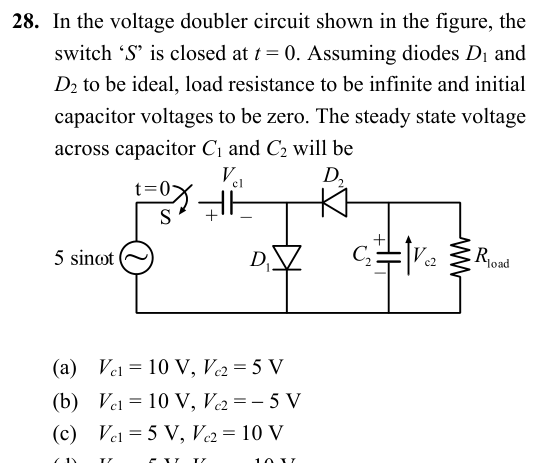 28. In the voltage doubler circuit shown in the figure, the
switch ‘S’ is closed at t = 0. Assuming diodes D₁ and
D₂ to be ideal, load resistance to be infinite and initial
capacitor voltages to be zero. The steady state voltage
across capacitor C₁ and C₂ will be
V_c1 D₂
t=0
S + −
5 sinωt D₁ C₂ + − V_c2 R_load
(a) V_c1 = 10 V, V_c2 = 5 V
(b) V_c1 = 10 V, V_c2 = – 5 V
(c) V_c1 = 5 V, V_c2 = 10 V